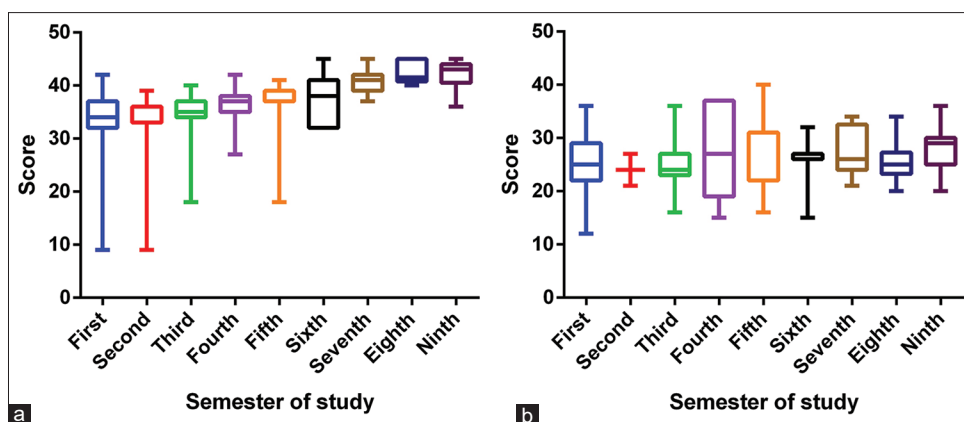 50
40
30
20
10
0
Score
First
Second
Third
Fourth
Fifth
Sixth
Seventh
Eighth
Ninth
Semester of study
a
50
40
30
20
10
0
Score
First
Second
Third
Fourth
Fifth
Sixth
Seventh
Eighth
Ninth
Semester of study
b